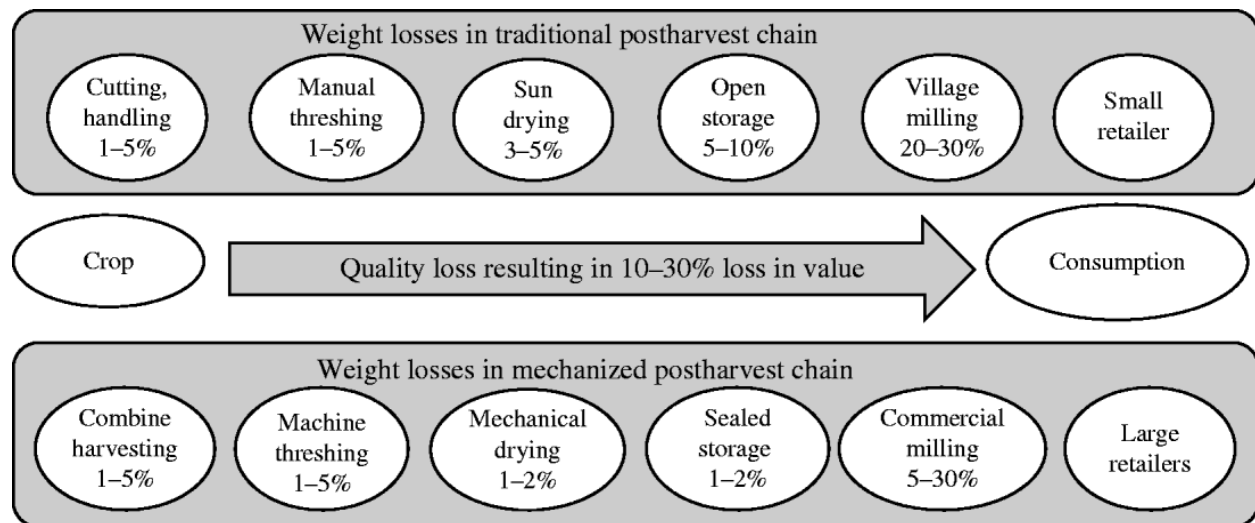 Weight losses in traditional postharvest chain
Cutting,
handling
1–5%
Manual
threshing
1–5%
Sun
drying
3–5%
Open
storage
5–10%
Village
milling
20–30%
Small
retailer
Crop
Quality loss resulting in 10–30% loss in value
Consumption
Weight losses in mechanized postharvest chain
Combine
harvesting
1–5%
Machine
threshing
1–5%
Mechanical
drying
1–2%
Sealed
storage
1–2%
Commercial
milling
5–30%
Large
retailers